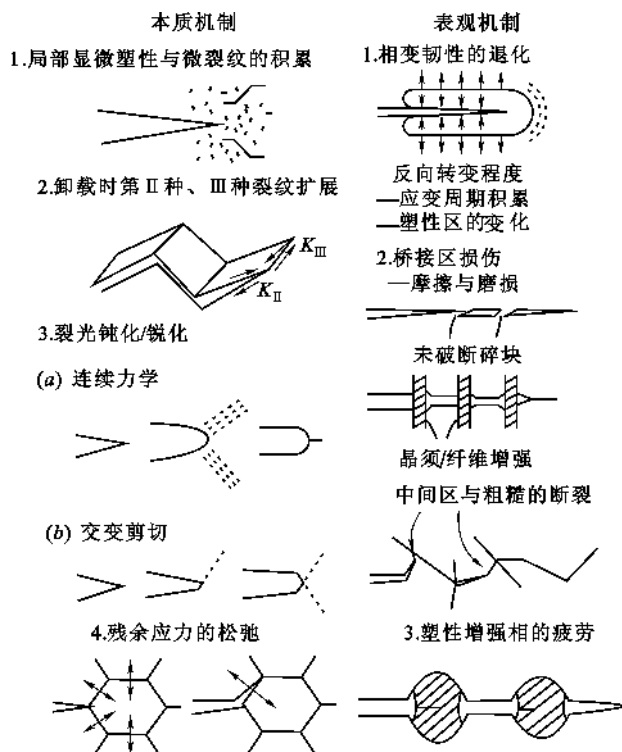 本质机制
1.局部显微塑性与微裂纹的积累
2.卸载时第Ⅱ种、Ⅲ种裂纹扩展
KⅢ
KⅡ
3.裂光钝化/锐化
(a) 连续力学
(b) 交变剪切
4.残余应力的松弛
表观机制
1.相变韧性的退化
反向转变程度
—应变周期积累
—塑性区的变化
2.桥接区损伤
—摩擦与磨损
未破断碎块
晶须/纤维增强
中间区与粗糙的断裂
3.塑性增强相的疲劳